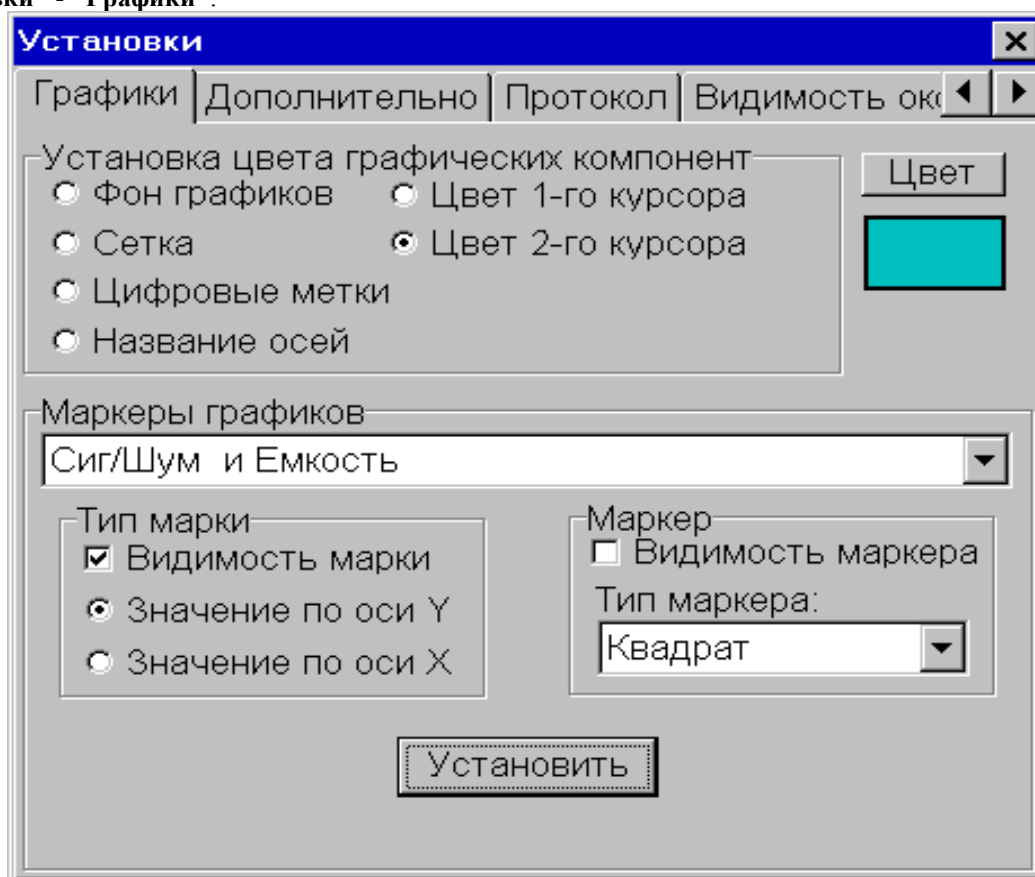 "Графики".
Установки
Графики Дополнительно Протокол Видимость
Установка цвета графических компонент
Фон графиков Цвет 1-го курсора
Цвет
Сетка Цвет 2-го курсора
Цифровые метки
Название осей
Маркеры графиков
Сиг/Шум и Емкость
Тип марки
Видимость марки
Значение по оси Y
Значение по оси X
Маркер
Видимость маркера
Тип маркера:
Квадрат
Установить